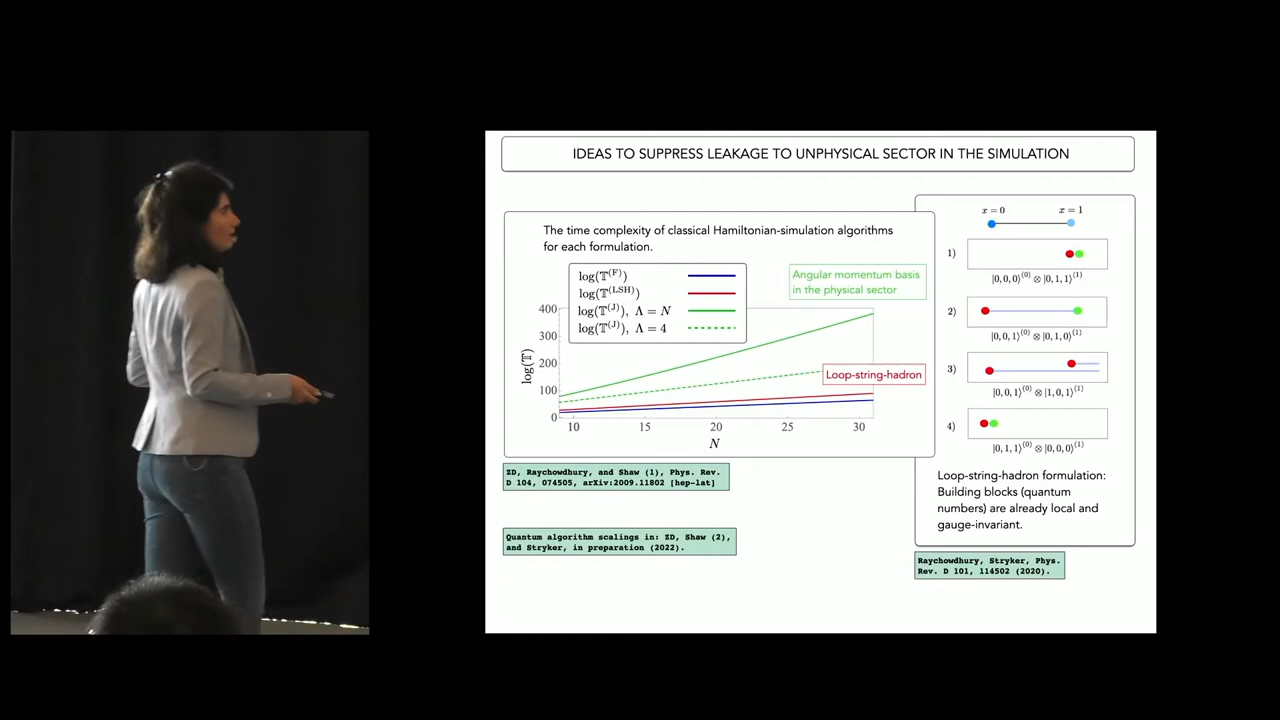 IDEAS TO SUPPRESS LEAKAGE TO UNPHYSICAL SECTOR IN THE SIMULATION
The time complexity of classical Hamiltonian-simulation algorithms
for each formulation.
log(𝕋^(F))
log(𝕋^(LSH))
log(𝕋^(J)), Λ = N
log(𝕋^(J)), Λ = 4
Angular momentum basis
in the physical sector
Loop-string-hadron
log(𝕋)
400
300
200
100
0
10 15 20 25 30
N
ZD, Raychowdhury, and Shaw (1), Phys. Rev.
D 104, 074505, arXiv:2009.11802 [hep-lat]
Quantum algorithm scalings in: ZD, Shaw (2),
and Stryker, in preparation (2022).
x = 0 x = 1
1)
|0, 0, 0⟩^(0) ⊗ |0, 1, 1⟩^(1)
2)
|0, 0, 1⟩^(0) ⊗ |0, 1, 0⟩^(1)
3)
|0, 0, 1⟩^(0) ⊗ |1, 0, 1⟩^(1)
4)
|0, 1, 1⟩^(0) ⊗ |0, 0, 0⟩^(1)
Loop-string-hadron formulation:
Building blocks (quantum
numbers) are already local and
gauge-invariant.
Raychowdhury, Stryker, Phys.
Rev. D 101, 114502 (2020).